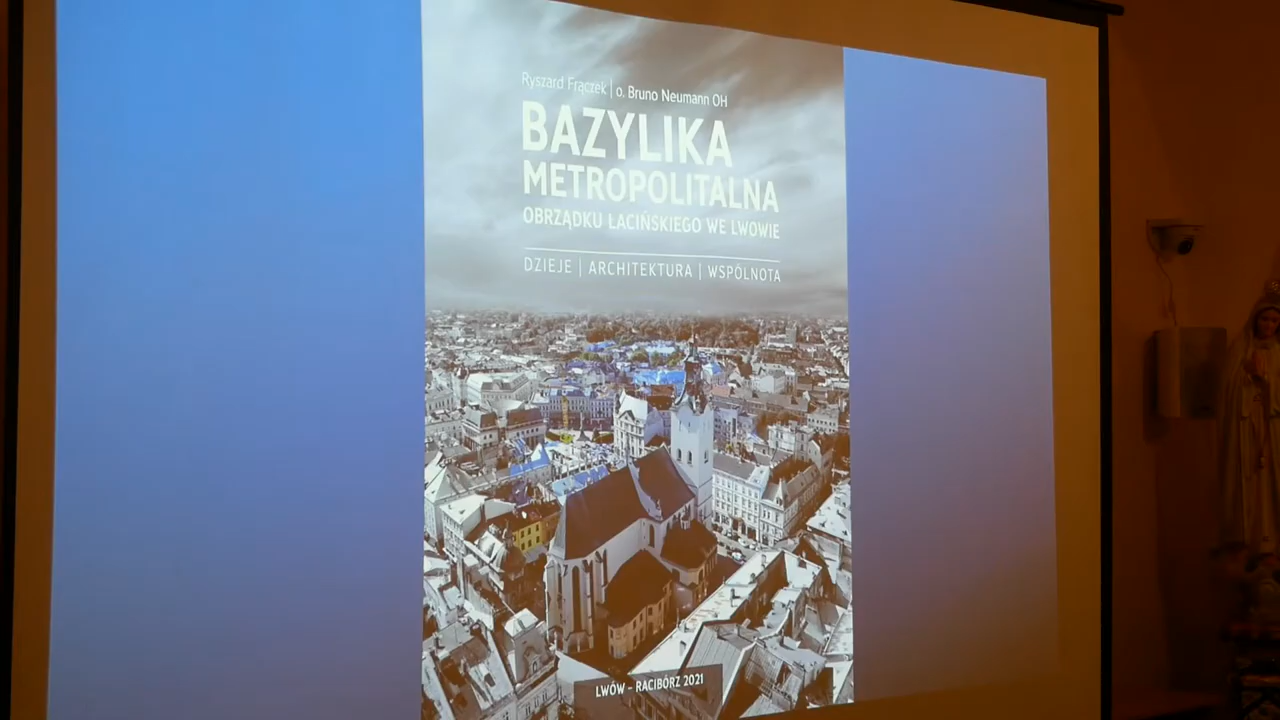 Ryszard Frączek | o. Bruno Neumann OH
BAZYLIKA
METROPOLITALNA
OBRZĄDKU ŁACIŃSKIEGO WE LWOWIE
DZIEJE | ARCHITEKTURA | WSPÓLNOTA
LWÓW – RACIBÓRZ 2021